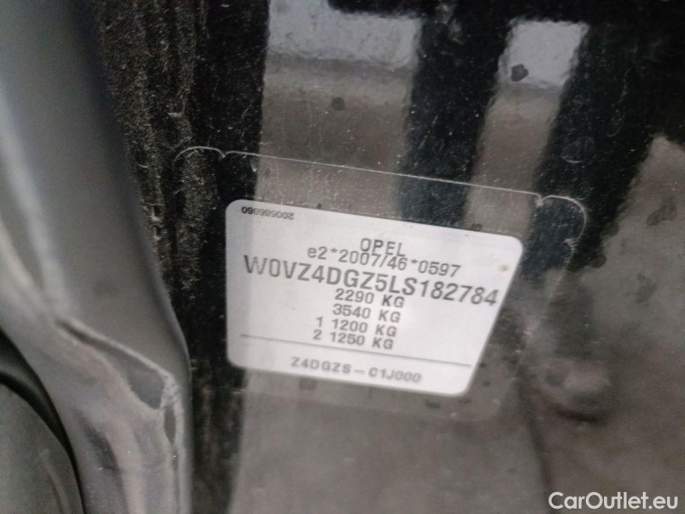 OPEL
e2*2007/46*0597
W0VZ4DGZ5LS182784
2290 KG
3540 KG
1 1200 KG
2 1250 KG
Z4DGZS-C1J000
CarOutlet.eu